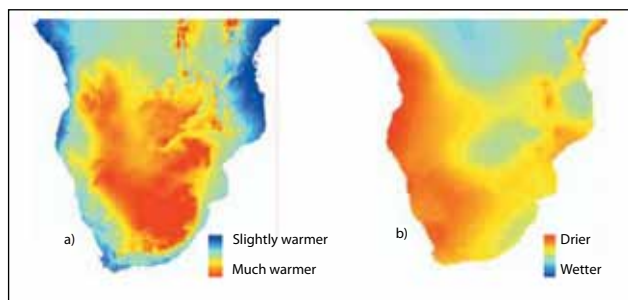 a)
Slightly warmer
Much warmer
b)
Drier
Wetter